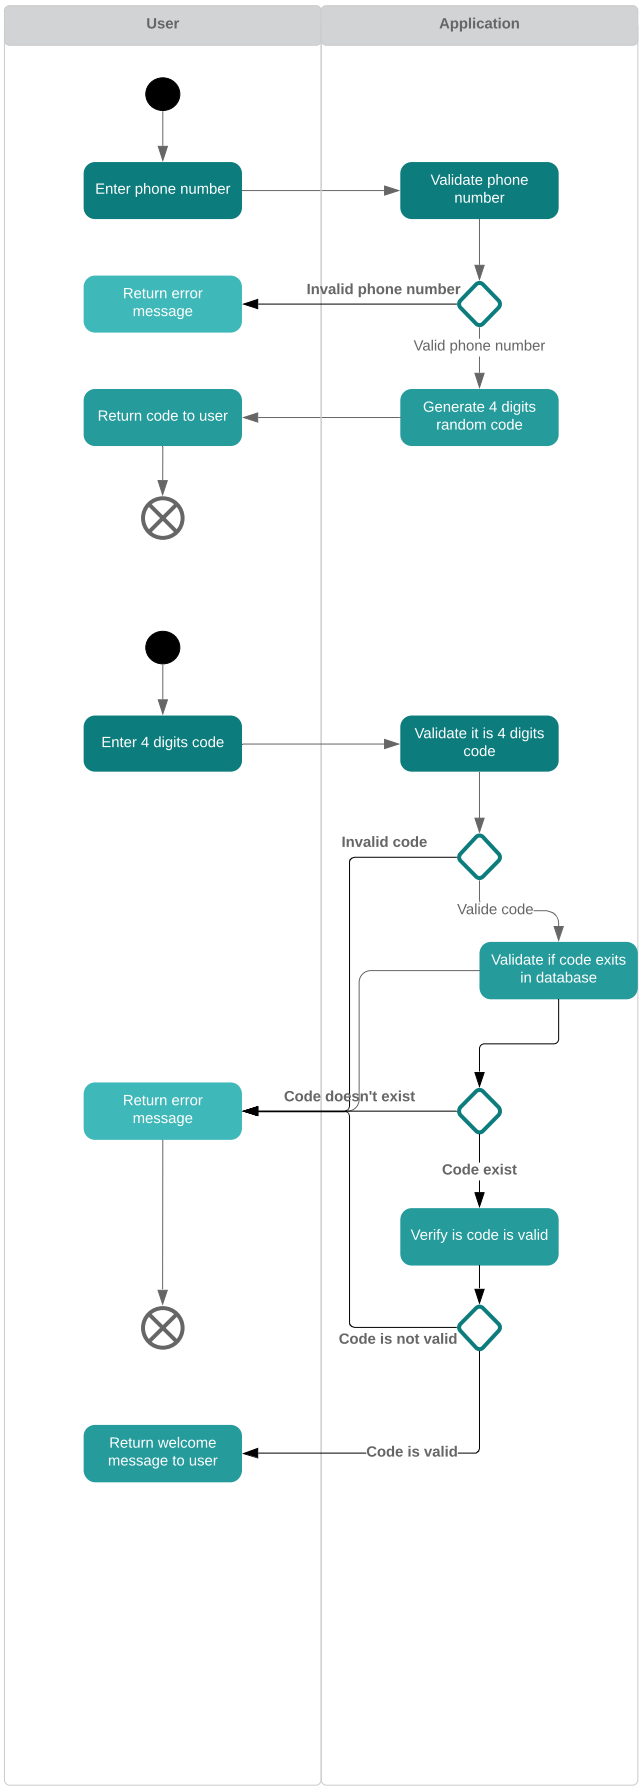 User
Application
Enter phone number
Validate phone
number
Return error
message
Invalid phone number
Valid phone number
Return code to user
Generate 4 digits
random code
Enter 4 digits code
Validate it is 4 digits
code
Invalid code
Valide code
Validate if code exits
in database
Return error
message
Code doesn't exist
Code exist
Verify is code is valid
Code is not valid
Return welcome
message to user
Code is valid